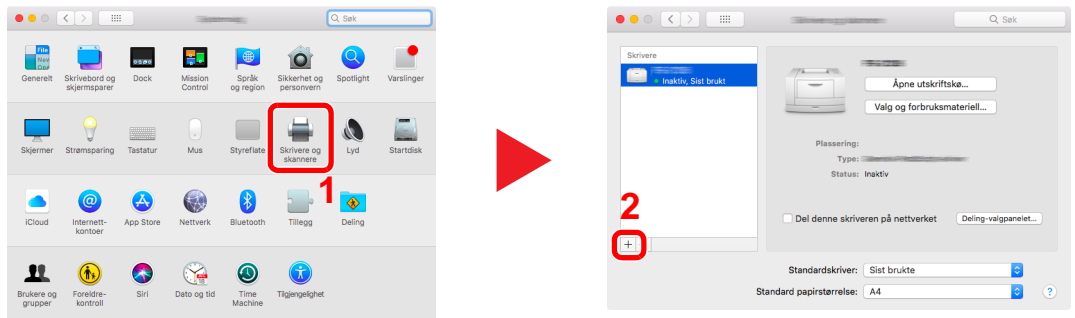 Søk
File
New
Ope
Generelt
Skrivebord og
skjermsparer
Dock
Mission
Control
Språk
og region
Sikkerhet og
personvern
Spotlight
Varslinger
Skjermer
Strømsparing
Tastatur
Mus
Styreflate
Skrivere og
skannere
Lyd
Startdisk
1
iCloud
Internett-
kontoer
App Store
Nettverk
Bluetooth
Tillegg
Deling
Brukere og
grupper
Foreldre-
kontroll
Siri
Dato og tid
Time
Machine
Tilgjengelighet
Søk
Skrivere
Inaktiv, Sist brukt
Åpne utskriftskø...
Valg og forbruksmateriell...
Plassering:
Type:
Status: Inaktiv
2
+
Del denne skriveren på nettverket
Deling-valgpanelet...
Standardskriver: Sist brukte
Standard papirstørrelse: A4
?